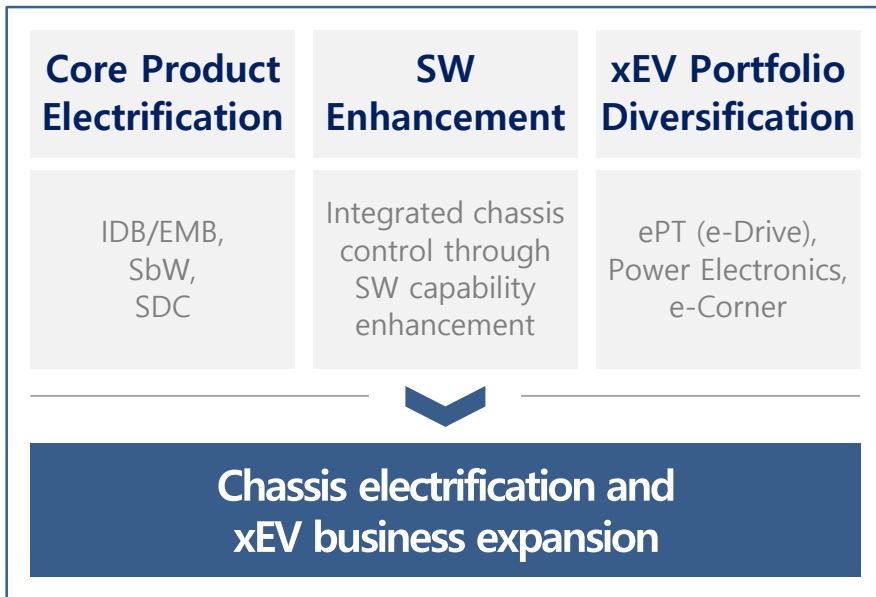 Core Product
Electrification
SW
Enhancement
xEV Portfolio
Diversification
IDB/EMB,
SbW,
SDC
Integrated chassis
control through
SW capability
enhancement
ePT (e-Drive),
Power Electronics,
e-Corner
Chassis electrification and
xEV business expansion